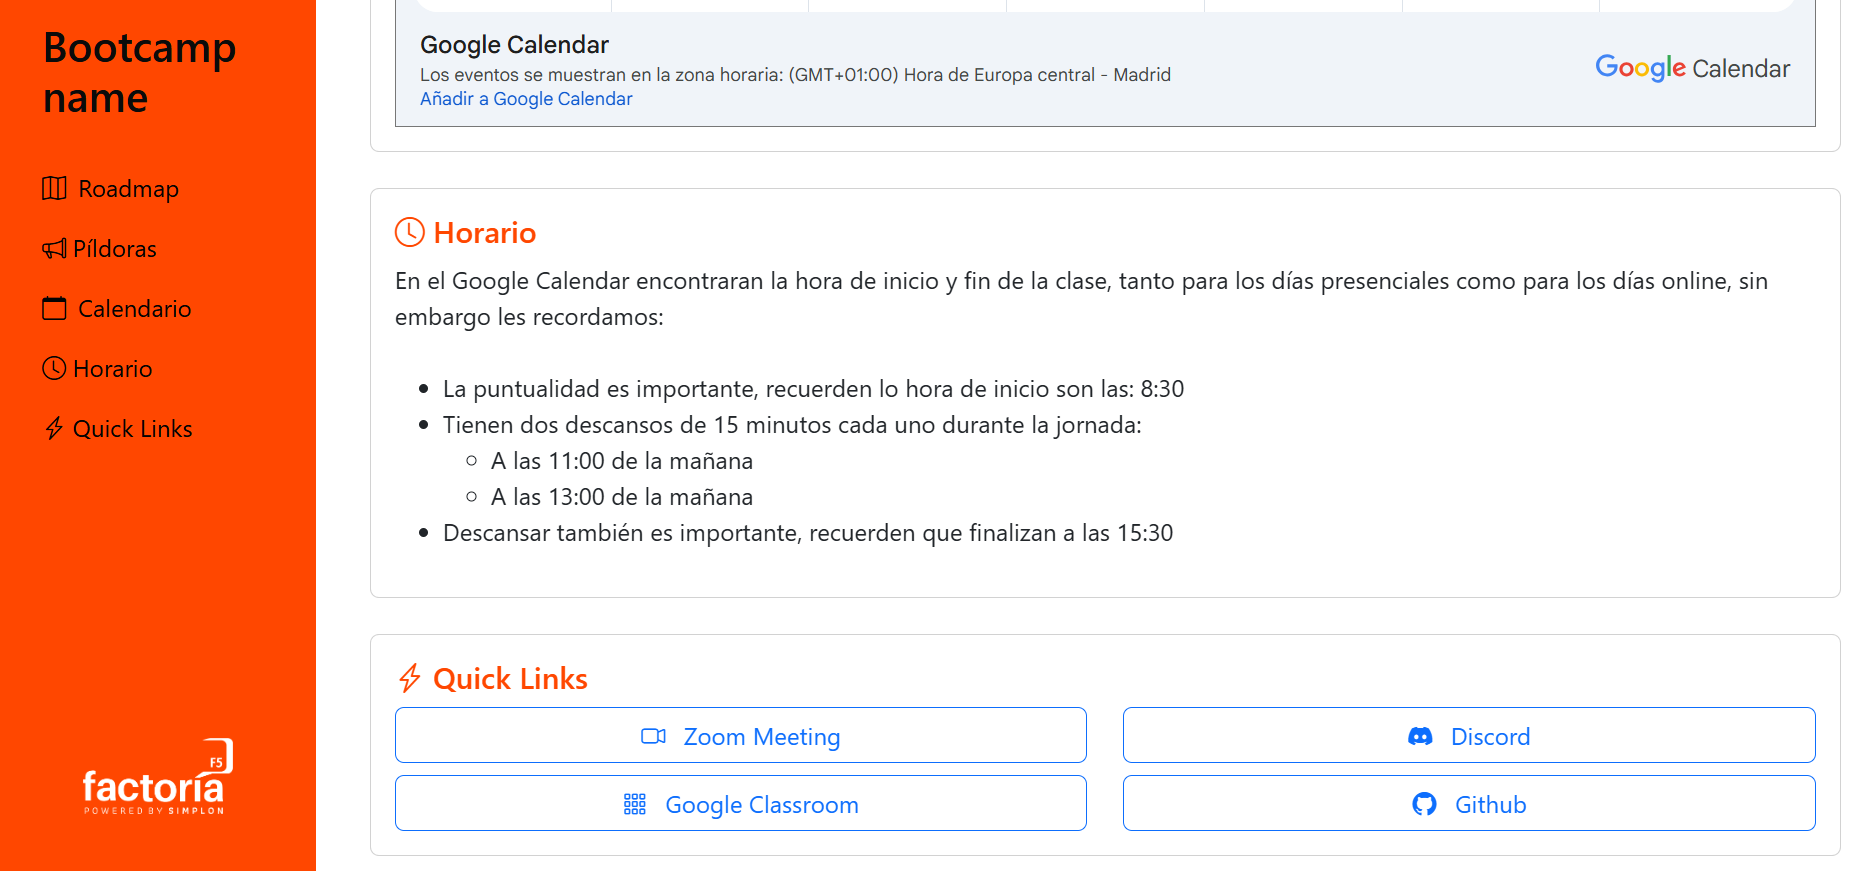 Bootcamp
name
Roadmap
Píldoras
Calendario
Horario
Quick Links
factoría
F5
POWERED BY SIMPLON
Google Calendar
Los eventos se muestran en la zona horaria: (GMT+01:00) Hora de Europa central - Madrid
Añadir a Google Calendar
Google Calendar
Horario
En el Google Calendar encontraran la hora de inicio y fin de la clase, tanto para los días presenciales como para los días online, sin
embargo les recordamos:
La puntualidad es importante, recuerden lo hora de inicio son las: 8:30
Tienen dos descansos de 15 minutos cada uno durante la jornada:
A las 11:00 de la mañana
A las 13:00 de la mañana
Descansar también es importante, recuerden que finalizan a las 15:30
Quick Links
Zoom Meeting
Discord
Google Classroom
Github